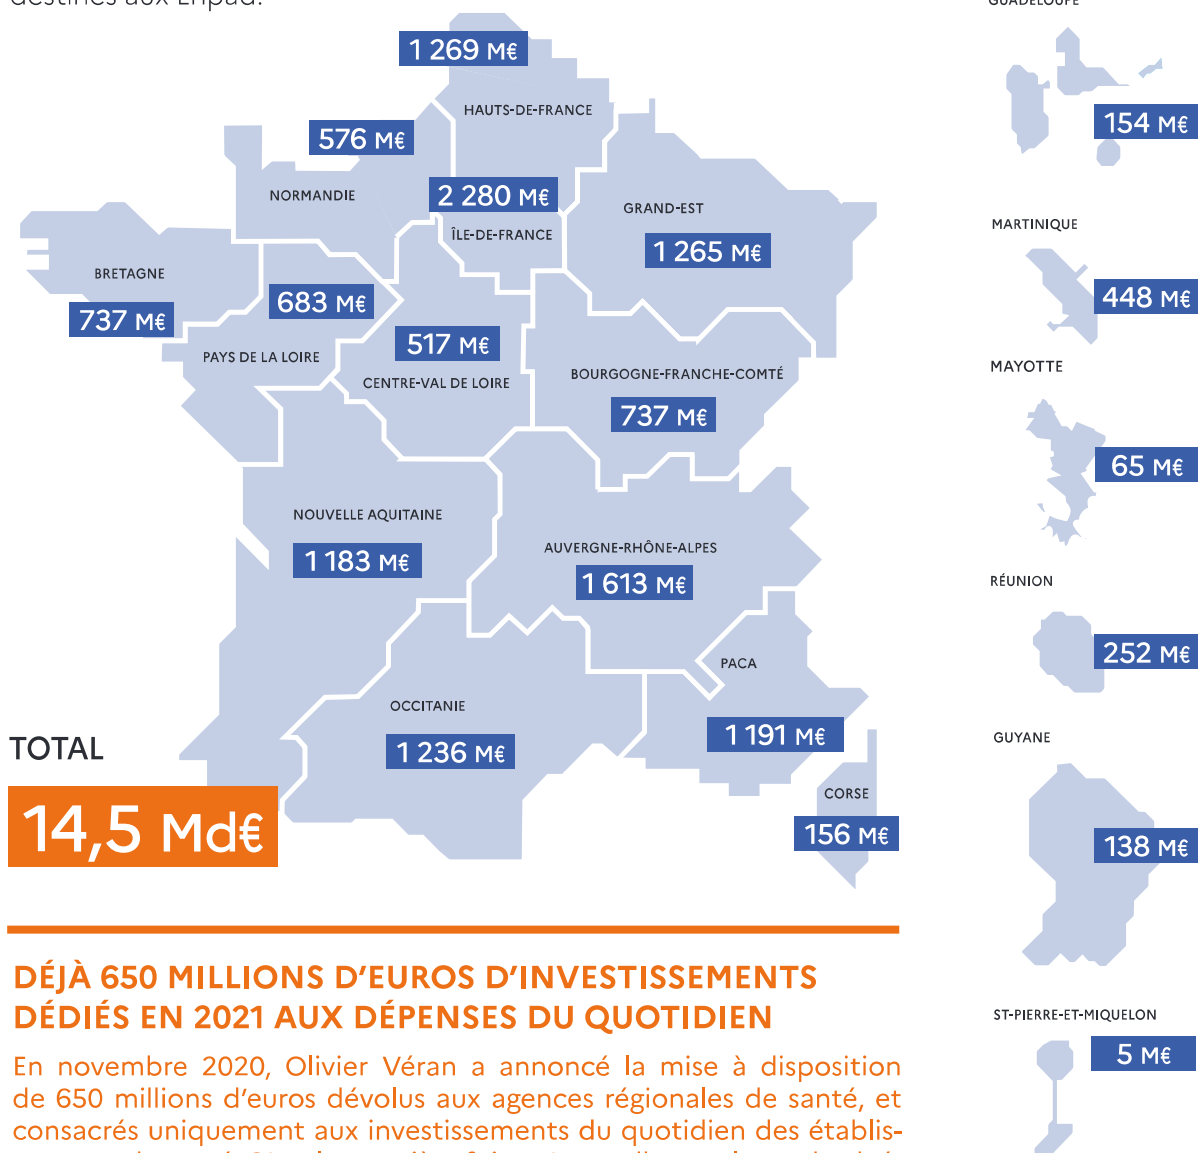 destinés aux Ehpad.
1 269 M€
HAUTS-DE-FRANCE
576 M€
NORMANDIE
2 280 M€
ÎLE-DE-FRANCE
GRAND-EST
1 265 M€
BRETAGNE
737 M€
683 M€
PAYS DE LA LOIRE
517 M€
CENTRE-VAL DE LOIRE
BOURGOGNE-FRANCHE-COMTÉ
737 M€
NOUVELLE AQUITAINE
1 183 M€
AUVERGNE-RHÔNE-ALPES
1 613 M€
PACA
1 191 M€
OCCITANIE
1 236 M€
CORSE
156 M€
TOTAL
14,5 Md€
GUADELOUPE
154 M€
MARTINIQUE
448 M€
MAYOTTE
65 M€
RÉUNION
252 M€
GUYANE
138 M€
ST-PIERRE-ET-MIQUELON
5 M€
DÉJÀ 650 MILLIONS D'EUROS D'INVESTISSEMENTS
DÉDIÉS EN 2021 AUX DÉPENSES DU QUOTIDIEN
En novembre 2020, Olivier Véran a annoncé la mise à disposition
de 650 millions d'euros dévolus aux agences régionales de santé, et
consacrés uniquement aux investissements du quotidien des établis-